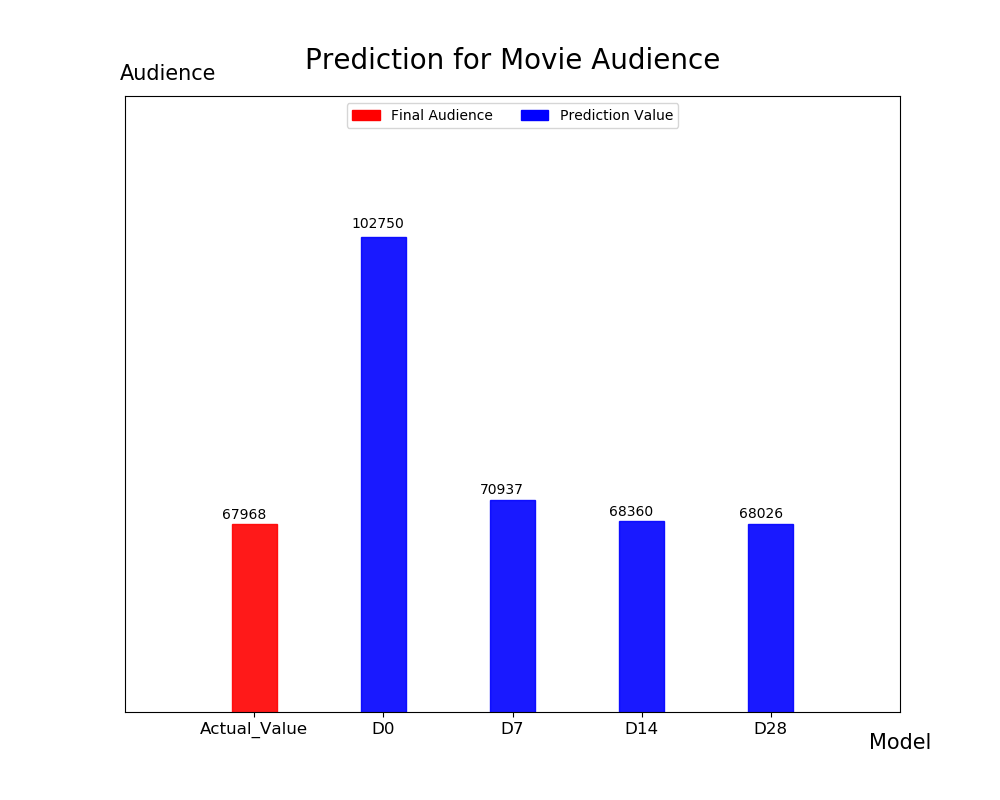 Prediction for Movie Audience
Audience
Final Audience
Prediction Value
102750
70937
67968
68360
68026
Actual_Value
D0
D7
D14
D28
Model